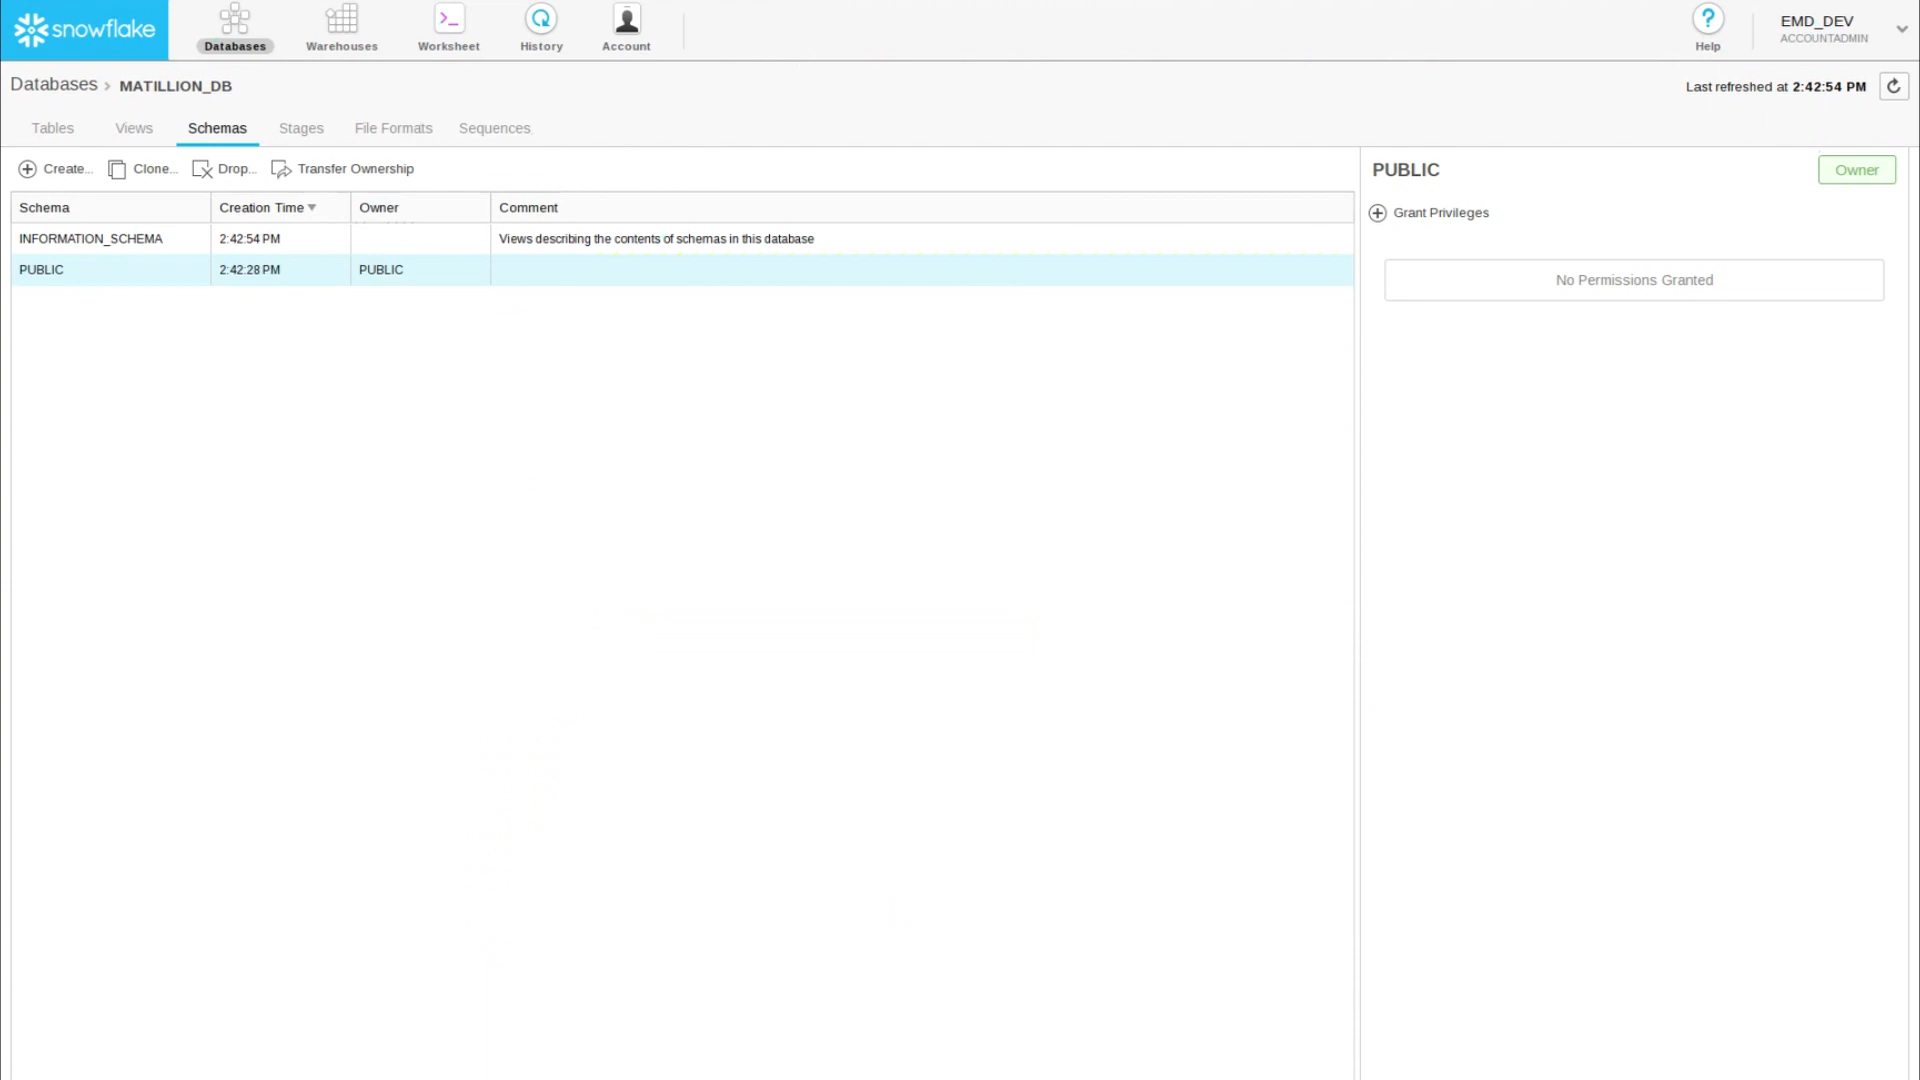 snowflake
Databases
Warehouses
Worksheet
History
Account
Help
EMD_DEV
ACCOUNTADMIN
Databases › MATILLION_DB
Last refreshed at 2:42:54 PM
Tables Views Schemas Stages File Formats Sequences
Create... Clone... Drop... Transfer Ownership
Schema Creation Time Owner Comment
INFORMATION_SCHEMA 2:42:54 PM Views describing the contents of schemas in this database
PUBLIC 2:42:28 PM PUBLIC
PUBLIC
Owner
Grant Privileges
No Permissions Granted